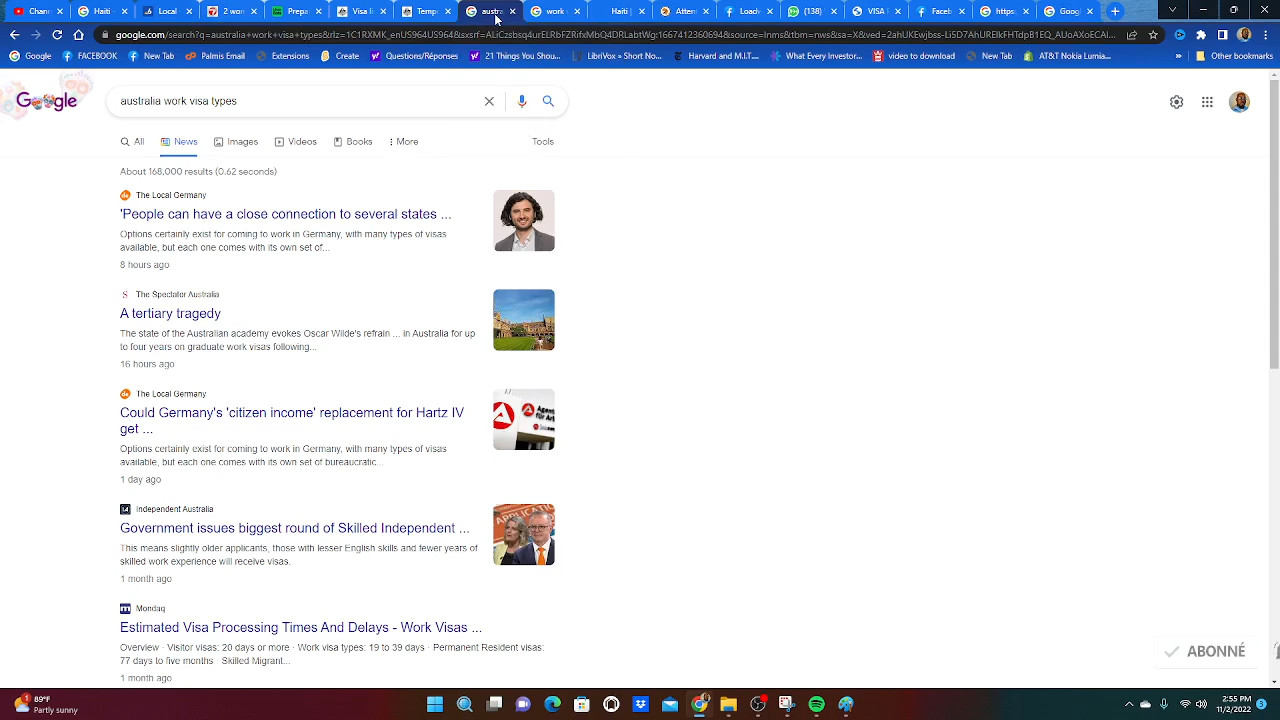 Chann
Haiti-
Local
2 wor
Prepa
Visa l
Temp
austra
work
Haiti
Atten
Loadi
(138)
VISA
Faceb
https
Googl
google.com/search?q=australia+work+visa+types&rlz=1C1RXMK_enUS964US964&sxsrf=
Google
FACEBOOK
New Tab
Palmis Email
Extensions
Create
Questions/Réponses
21 Things You Shoul...
LibriVox » Short No...
Harvard and M.I.T....
What Everyone Mus...
Video to download
New Tab
AT&T Nokia Lumia...
»
Other bookmarks
Google
australia work visa types
All
News
Images
Videos
Books
More
Tools
About 168,000 results (0.62 seconds)
The Local Germany
'People can have a close connection to several states ...
Options certainly exist for coming to work in Germany, with many types of visas
available, but each one comes with its own set of...
8 hours ago
The Spectator Australia
A tertiary tragedy
The state of the Australian academy evokes Oscar Wilde's refrain ... in Australia for up
to four years on graduate work visas following...
16 hours ago
The Local Germany
Could Germany's 'citizen income' replacement for Hartz IV
get ...
Options certainly exist for coming to work in Germany, with many types of visas
available, but each one comes with its own set of bureaucratic...
1 day ago
Independent Australia
Government issues biggest round of Skilled Independent ...
This means slightly older applicants, those with lesser English skills and fewer years of
skilled work experience will receive visas.
1 month ago
Mondaq
Estimated Visa Processing Times And Delays - Work Visas ...
Overview · Visitor visas: 20 days or more · Work visa types: 19 to 39 days · Permanent Resident visas:
77 days to five months · Skilled Migrant...
1 month ago
ABONNÉ
89°F
Partly sunny
2:55 PM
11/2/2022
3